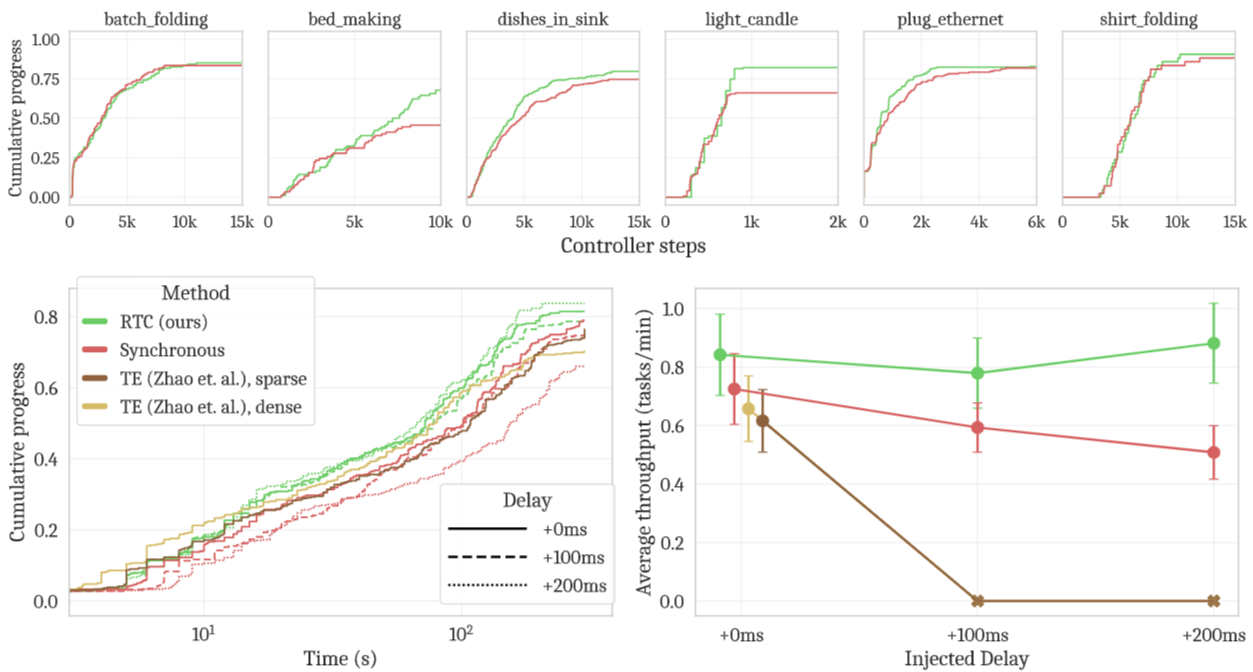 batch_folding
bed_making
dishes_in_sink
light_candle
plug_ethernet
shirt_folding
Cumulative progress
1.00
0.75
0.50
0.25
0.00
0 5k 10k 15k
0 5k 10k
0 5k 10k 15k
0 1k 2k
0 2k 4k 6k
0 5k 10k 15k
Controller steps
Cumulative progress
0.8
0.6
0.4
0.2
0.0
Method
RTC (ours)
Synchronous
TE (Zhao et. al.), sparse
TE (Zhao et. al.), dense
Delay
+0ms
+100ms
+200ms
10¹ 10²
Time (s)
Average throughput (tasks/min)
1.0
0.8
0.6
0.4
0.2
0.0
+0ms +100ms +200ms
Injected Delay